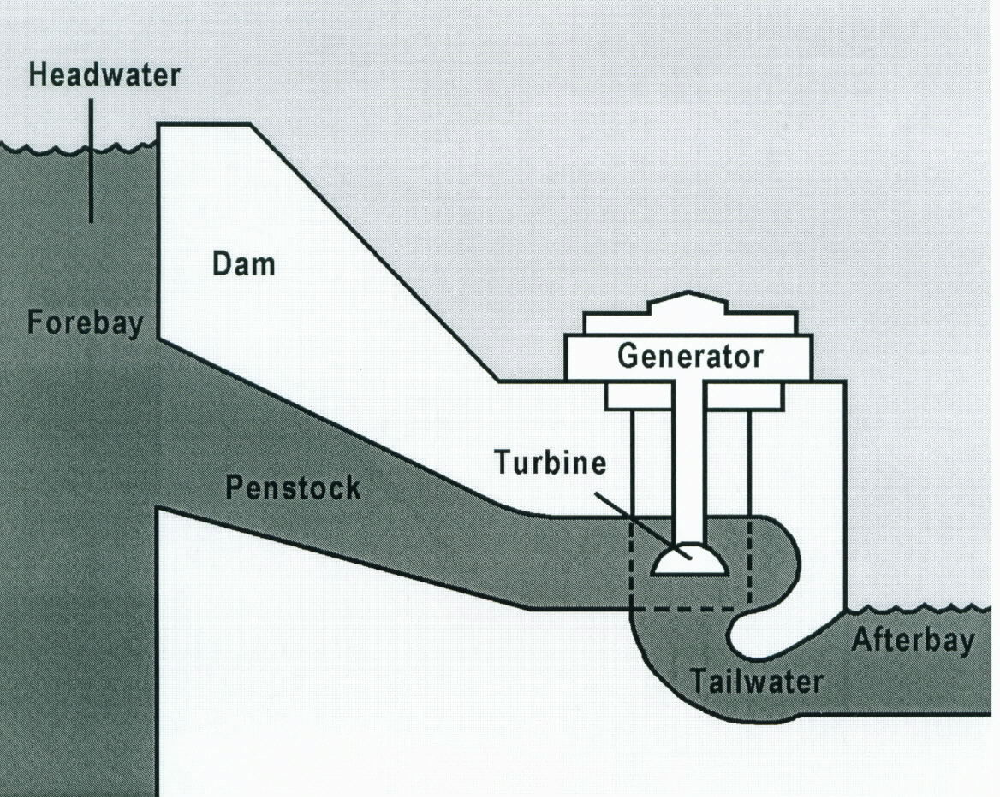 Headwater
Dam
Forebay
Generator
Turbine
Penstock
Afterbay
Tailwater